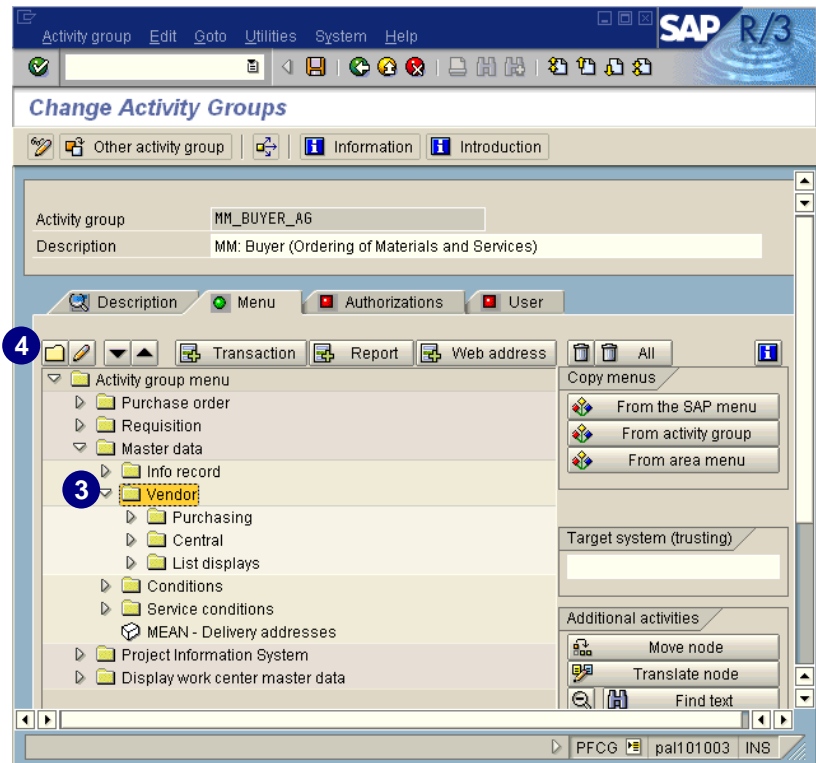 Activity group Edit Goto Utilities System Help
SAP R/3
Change Activity Groups
Other activity group Information Introduction
Activity group MM_BUYER_AG
Description MM: Buyer (Ordering of Materials and Services)
Description Menu Authorizations User
4
Transaction Report Web address All
Activity group menu
Purchase order
Requisition
Master data
Info record
3
Vendor
Purchasing
Central
List displays
Conditions
Service conditions
MEAN - Delivery addresses
Project Information System
Display work center master data
Copy menus
From the SAP menu
From activity group
From area menu
Target system (trusting)
Additional activities
Move node
Translate node
Find text
PFCG pal101003 INS